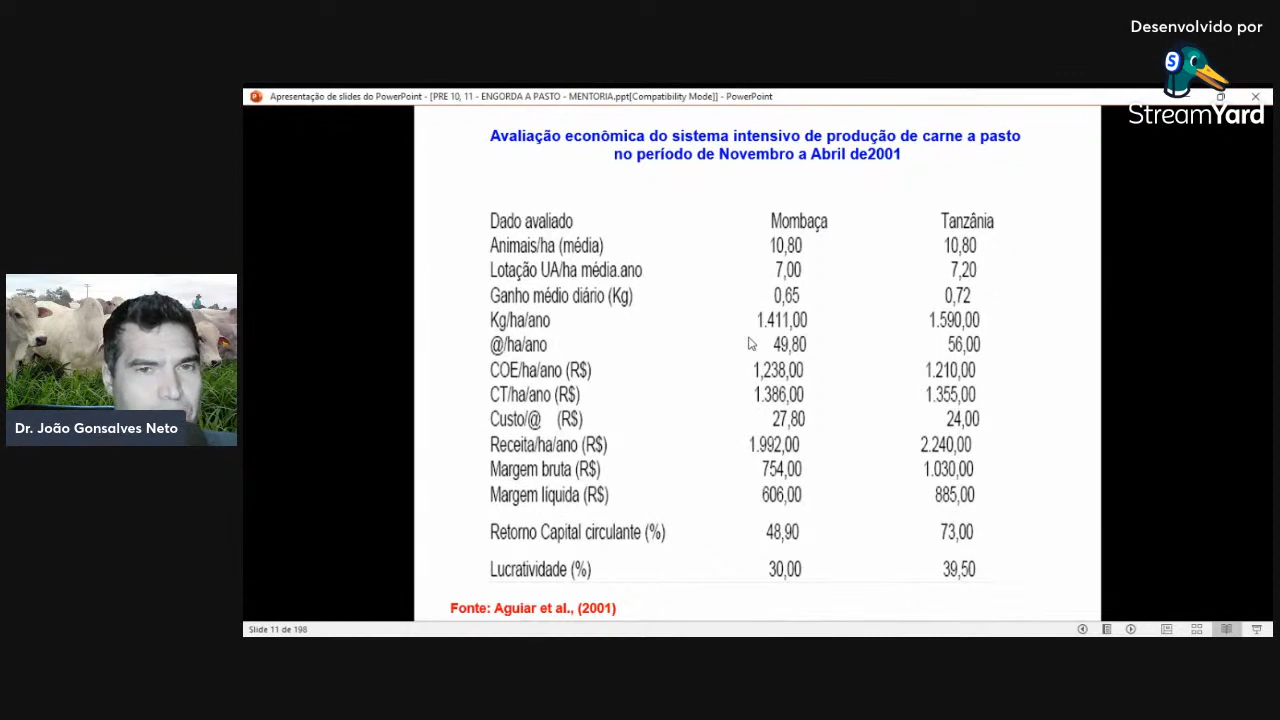 Desenvolvido por
StreamYard
Apresentação de slides do PowerPoint - [PRE 10, 11 - ENGORDA A PASTO - MENTORIA.ppt[Compatibility Mode]] - PowerPoint
Avaliação econômica do sistema intensivo de produção de carne a pasto
no período de Novembro a Abril de2001
Dado avaliado Mombaça Tanzânia
Animais/ha (média) 10,80 10,80
Lotação UA/ha média.ano 7,00 7,20
Ganho médio diário (Kg) 0,65 0,72
Kg/ha/ano 1.411,00 1.590,00
@/ha/ano 49,80 56,00
COE/ha/ano (R$) 1,238,00 1.210,00
CT/ha/ano (R$) 1.386,00 1.355,00
Custo/@ (R$) 27,80 24,00
Receita/ha/ano (R$) 1.992,00 2.240,00
Margem bruta (R$) 754,00 1.030,00
Margem líquida (R$) 606,00 885,00
Retorno Capital circulante (%) 48,90 73,00
Lucratividade (%) 30,00 39,50
Fonte: Aguiar et al., (2001)
Slide 11 de 198
Dr. João Gonsalves Neto